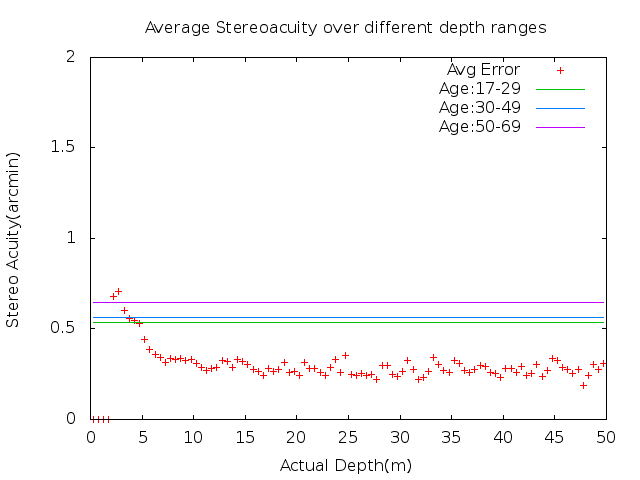 Average Stereoacuity over different depth ranges
2
1.5
1
0.5
0
Stereo Acuity(arcmin)
Avg Error
Age:17-29
Age:30-49
Age:50-69
0 5 10 15 20 25 30 35 40 45 50
Actual Depth(m)